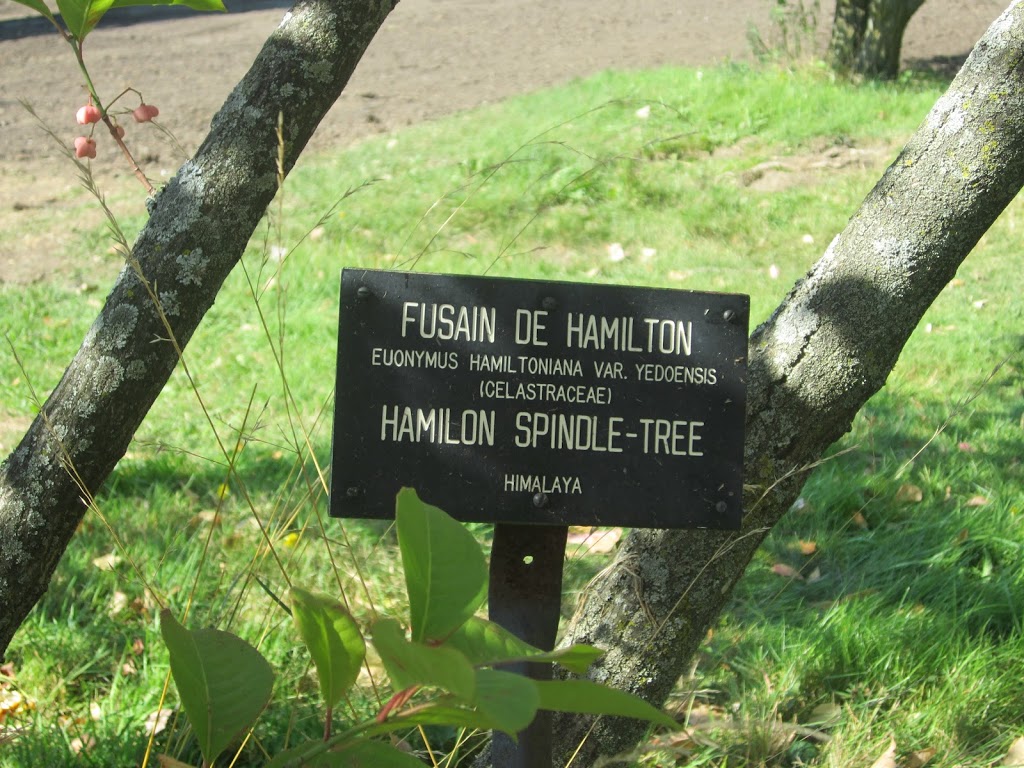 FUSAIN DE HAMILTON
EUONYMUS HAMILTONIANA VAR. YEDOENSIS
(CELASTRACEAE)
HAMILON SPINDLE-TREE
HIMALAYA